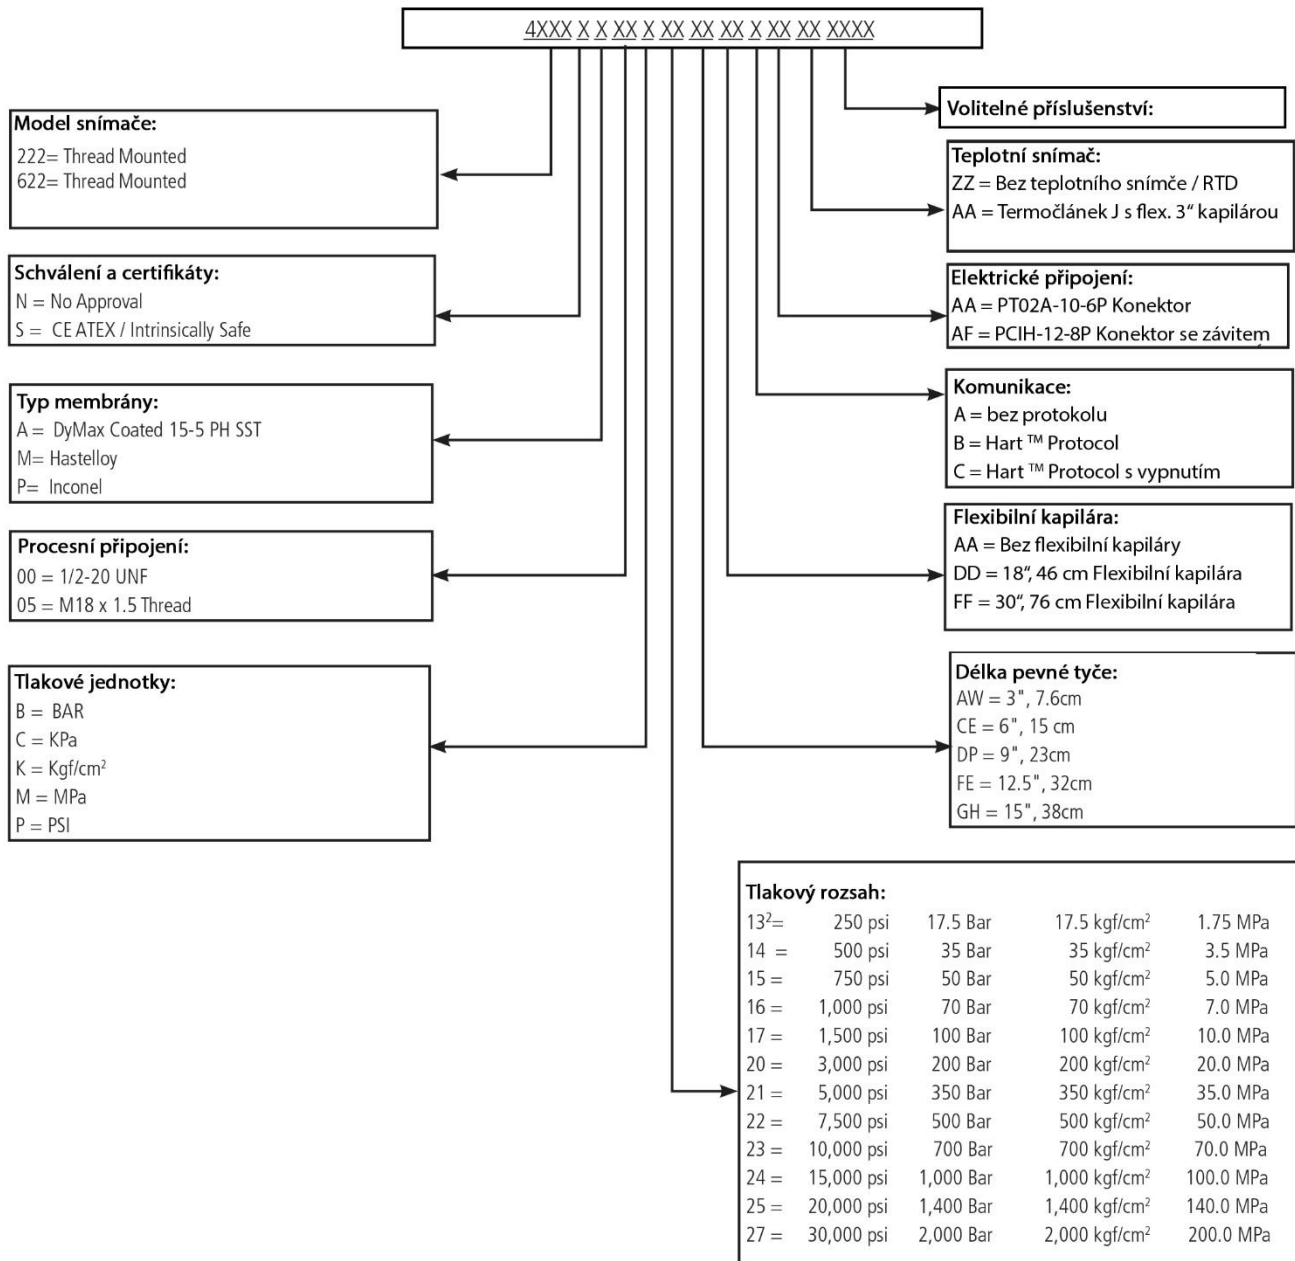 4XXX X X XX X XX XX XX X XX XX XXXX
Model snímače:
222= Thread Mounted
622= Thread Mounted
Schválení a certifikáty:
N = No Approval
S = CE ATEX / Intrinsically Safe
Typ membrány:
A = DyMax Coated 15-5 PH SST
M= Hastelloy
P= Inconel
Procesní připojení:
00 = 1/2-20 UNF
05 = M18 x 1.5 Thread
Tlakové jednotky:
B = BAR
C = KPa
K = Kgf/cm²
M = MPa
P = PSI
Volitelné příslušenství:
Teplotní snímač:
ZZ = Bez teplotního snímče / RTD
AA = Termočlánek J s flex. 3“ kapilárou
Elektrické připojení:
AA = PT02A-10-6P Konektor
AF = PCIH-12-8P Konektor se závitem
Komunikace:
A = bez protokolu
B = Hart ™ Protocol
C = Hart ™ Protocol s vypnutím
Flexibilní kapilára:
AA = Bez flexibilní kapiláry
DD = 18“, 46 cm Flexibilní kapilára
FF = 30“, 76 cm Flexibilní kapilára
Délka pevné tyče:
AW = 3", 7.6cm
CE = 6", 15 cm
DP = 9", 23cm
FE = 12.5", 32cm
GH = 15", 38cm
Tlakový rozsah:
13²= 250 psi 17.5 Bar 17.5 kgf/cm² 1.75 MPa
14 = 500 psi 35 Bar 35 kgf/cm² 3.5 MPa
15 = 750 psi 50 Bar 50 kgf/cm² 5.0 MPa
16 = 1,000 psi 70 Bar 70 kgf/cm² 7.0 MPa
17 = 1,500 psi 100 Bar 100 kgf/cm² 10.0 MPa
20 = 3,000 psi 200 Bar 200 kgf/cm² 20.0 MPa
21 = 5,000 psi 350 Bar 350 kgf/cm² 35.0 MPa
22 = 7,500 psi 500 Bar 500 kgf/cm² 50.0 MPa
23 = 10,000 psi 700 Bar 700 kgf/cm² 70.0 MPa
24 = 15,000 psi 1,000 Bar 1,000 kgf/cm² 100.0 MPa
25 = 20,000 psi 1,400 Bar 1,400 kgf/cm² 140.0 MPa
27 = 30,000 psi 2,000 Bar 2,000 kgf/cm² 200.0 MPa